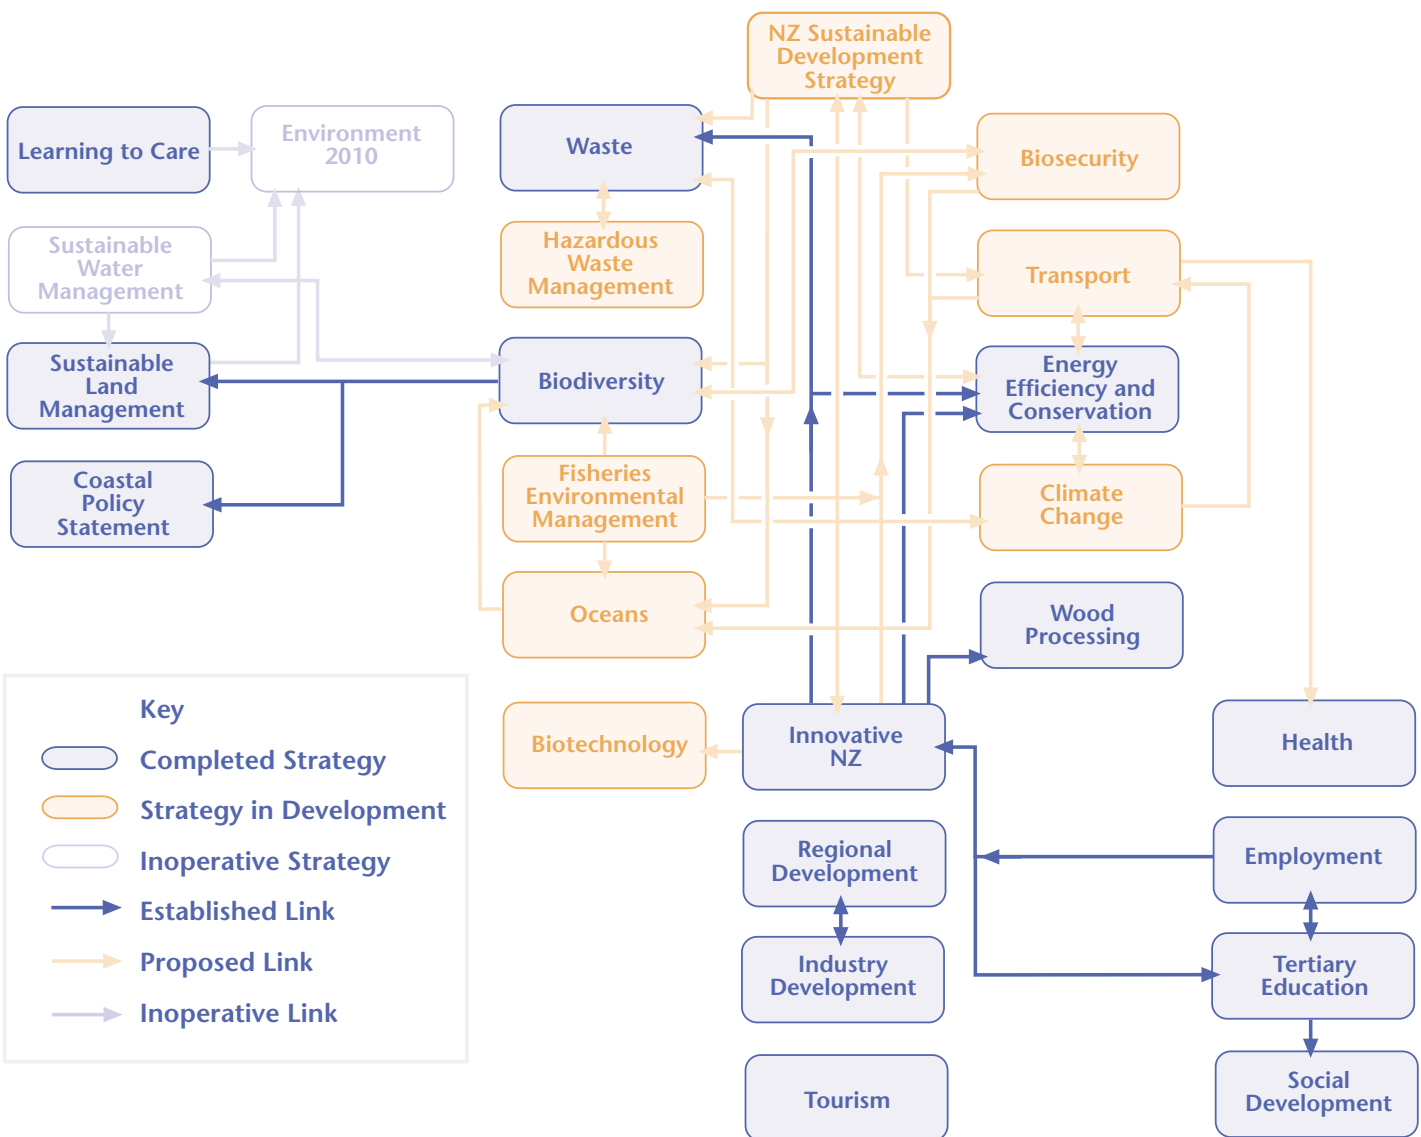 NZ Sustainable
Development
Strategy
Learning to Care
Environment
2010
Waste
Biosecurity
Sustainable
Water
Management
Hazardous
Waste
Management
Transport
Sustainable
Land
Management
Biodiversity
Energy
Efficiency and
Conservation
Coastal
Policy
Statement
Fisheries
Environmental
Management
Climate
Change
Oceans
Wood
Processing
Biotechnology
Innovative
NZ
Health
Regional
Development
Employment
Industry
Development
Tertiary
Education
Tourism
Social
Development
Key
Completed Strategy
Strategy in Development
Inoperative Strategy
Established Link
Proposed Link
Inoperative Link